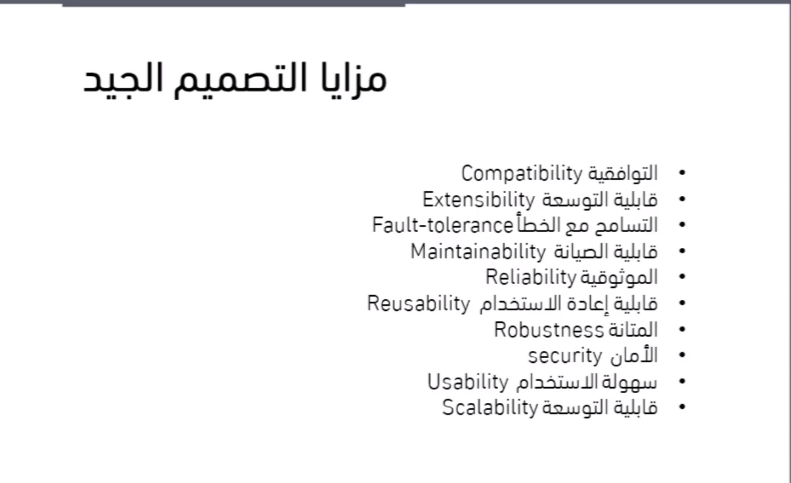 مزايا التصميم الجيد
• التوافقية Compatibility
• قابلية التوسعة Extensibility
• التسامح مع الخطأ Fault-tolerance
• قابلية الصيانة Maintainability
• الموثوقية Reliability
• قابلية إعادة الاستخدام Reusability
• المتانة Robustness
• الأمان security
• سهولة الاستخدام Usability
• قابلية التوسعة Scalability